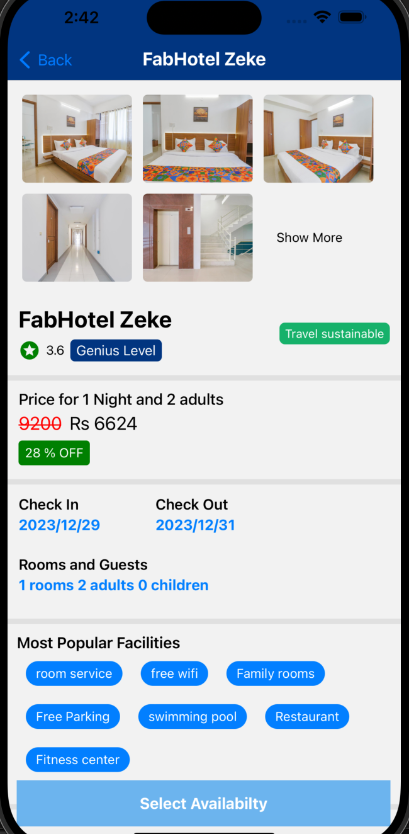 2:42
Back
FabHotel Zeke
Show More
FabHotel Zeke
Travel sustainable
3.6 Genius Level
Price for 1 Night and 2 adults
9200 Rs 6624
28 % OFF
Check In Check Out
2023/12/29 2023/12/31
Rooms and Guests
1 rooms 2 adults 0 children
Most Popular Facilities
room service free wifi Family rooms
Free Parking swimming pool Restaurant
Fitness center
Select Availabilty